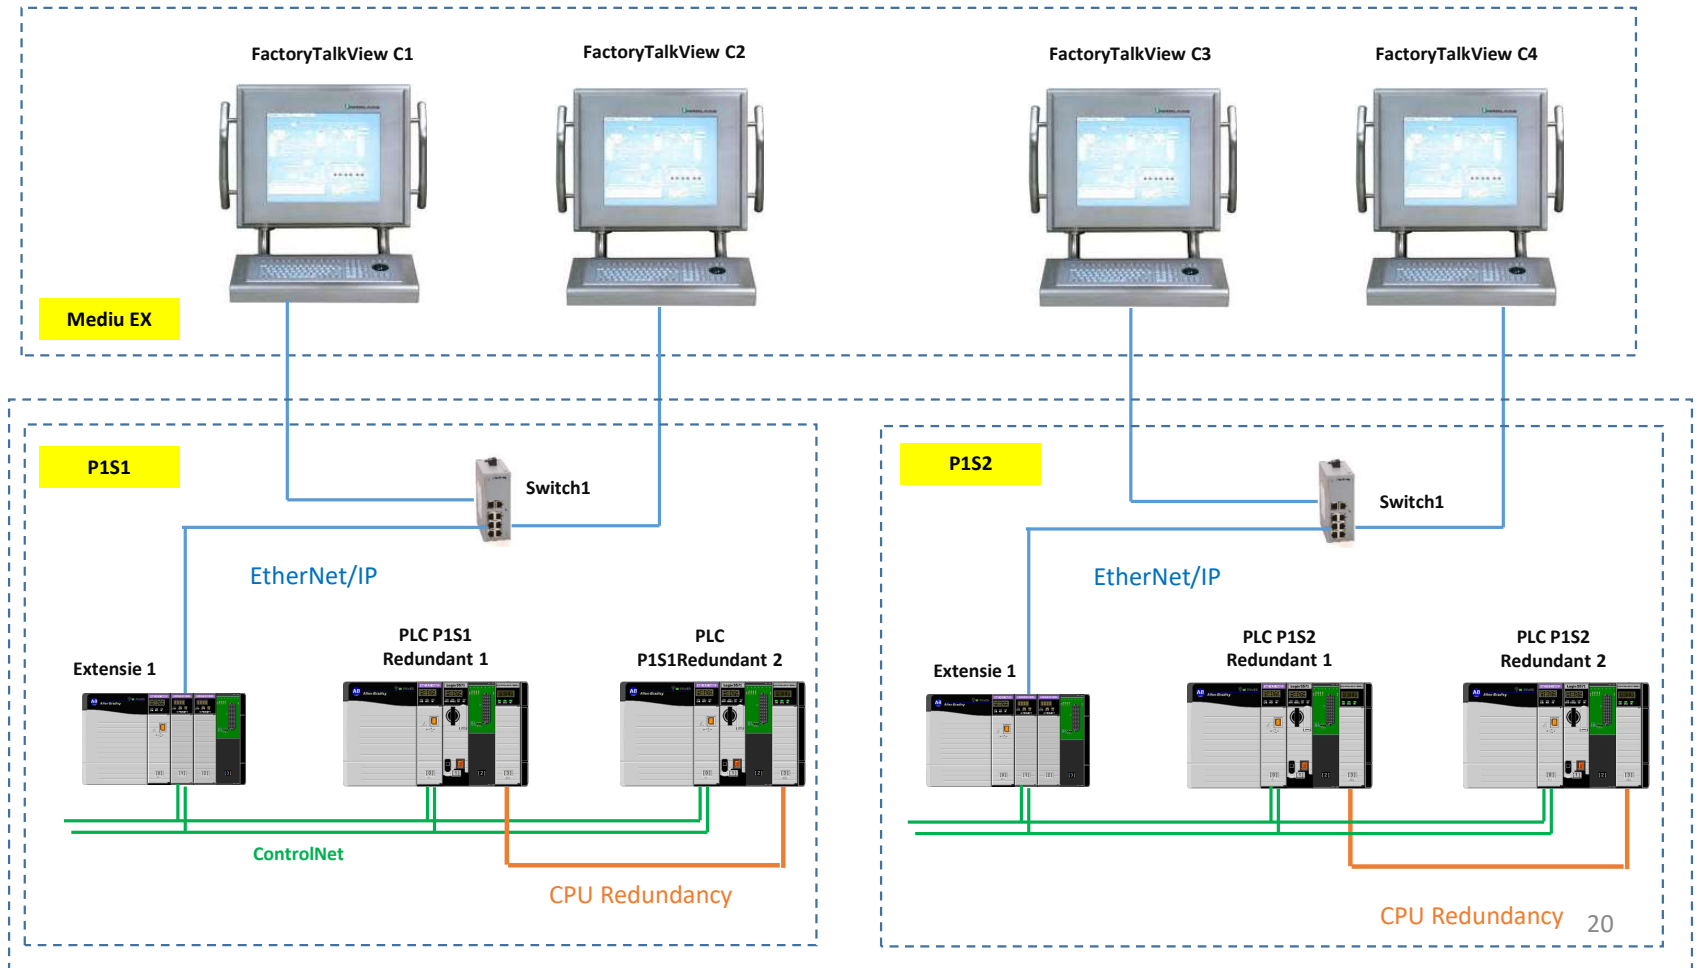 FactoryTalkView C1
FactoryTalkView C2
FactoryTalkView C3
FactoryTalkView C4
Mediu EX
P1S1
Switch1
EtherNet/IP
Extensie 1
PLC P1S1
Redundant 1
PLC
P1S1Redundant 2
ControlNet
CPU Redundancy
P1S2
Switch1
EtherNet/IP
Extensie 1
PLC P1S2
Redundant 1
PLC P1S2
Redundant 2
CPU Redundancy
20